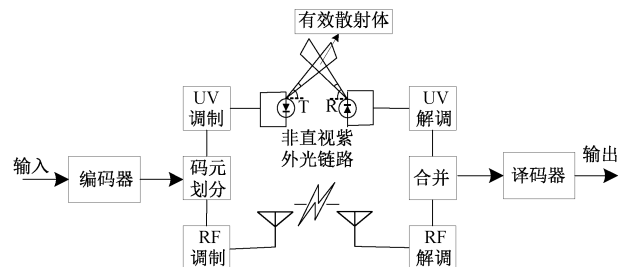 有效散射体
UV
调制
T
R
UV
解调
非直视紫
外光链路
输入
编码器
码元
划分
合并
译码器
输出
RF
调制
RF
解调